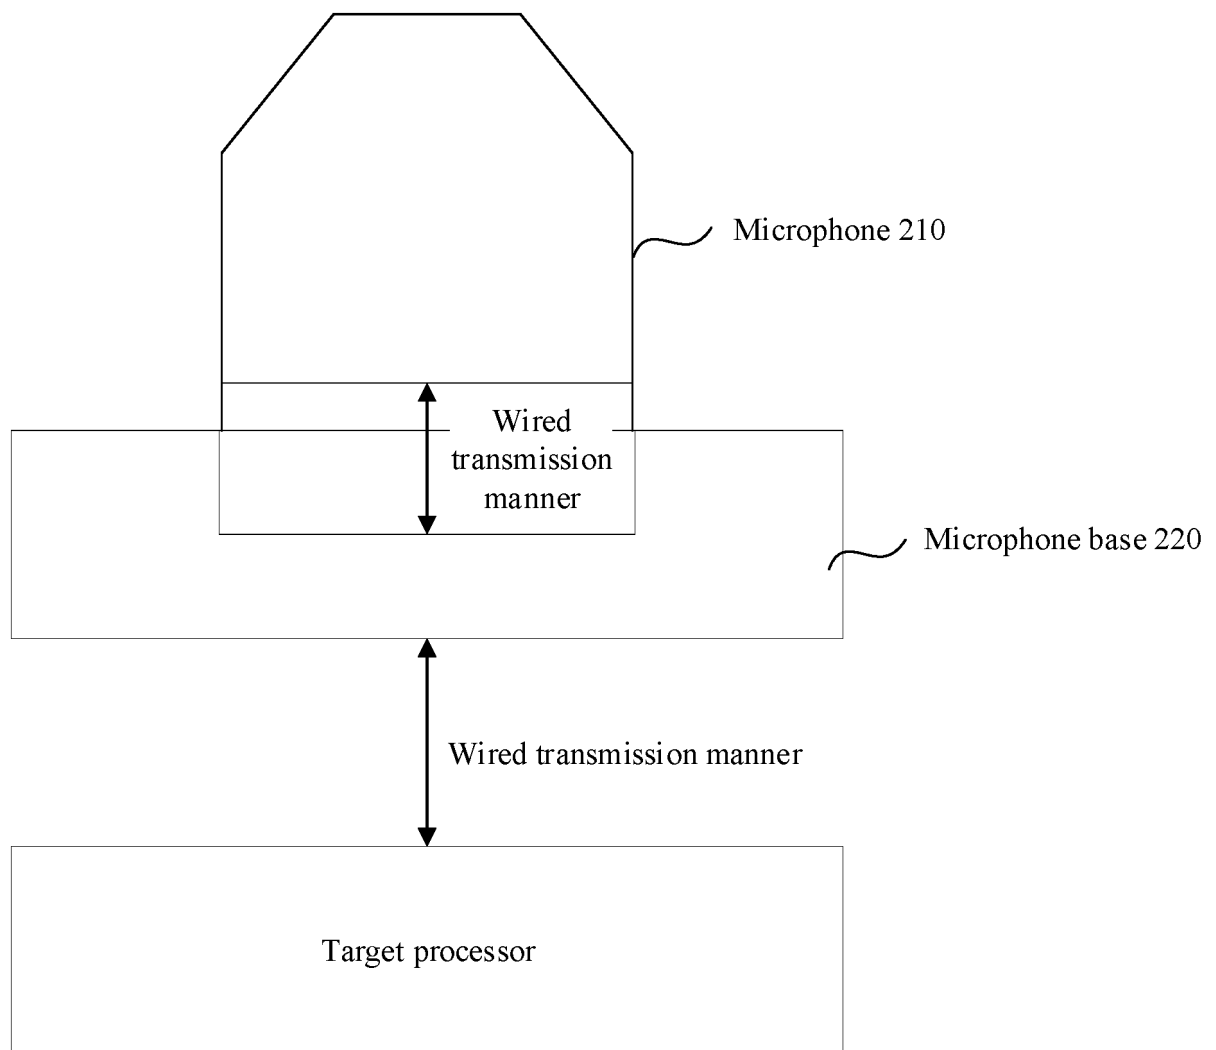 Microphone 210
Wired
transmission
manner
Microphone base 220
Wired transmission manner
Target processor